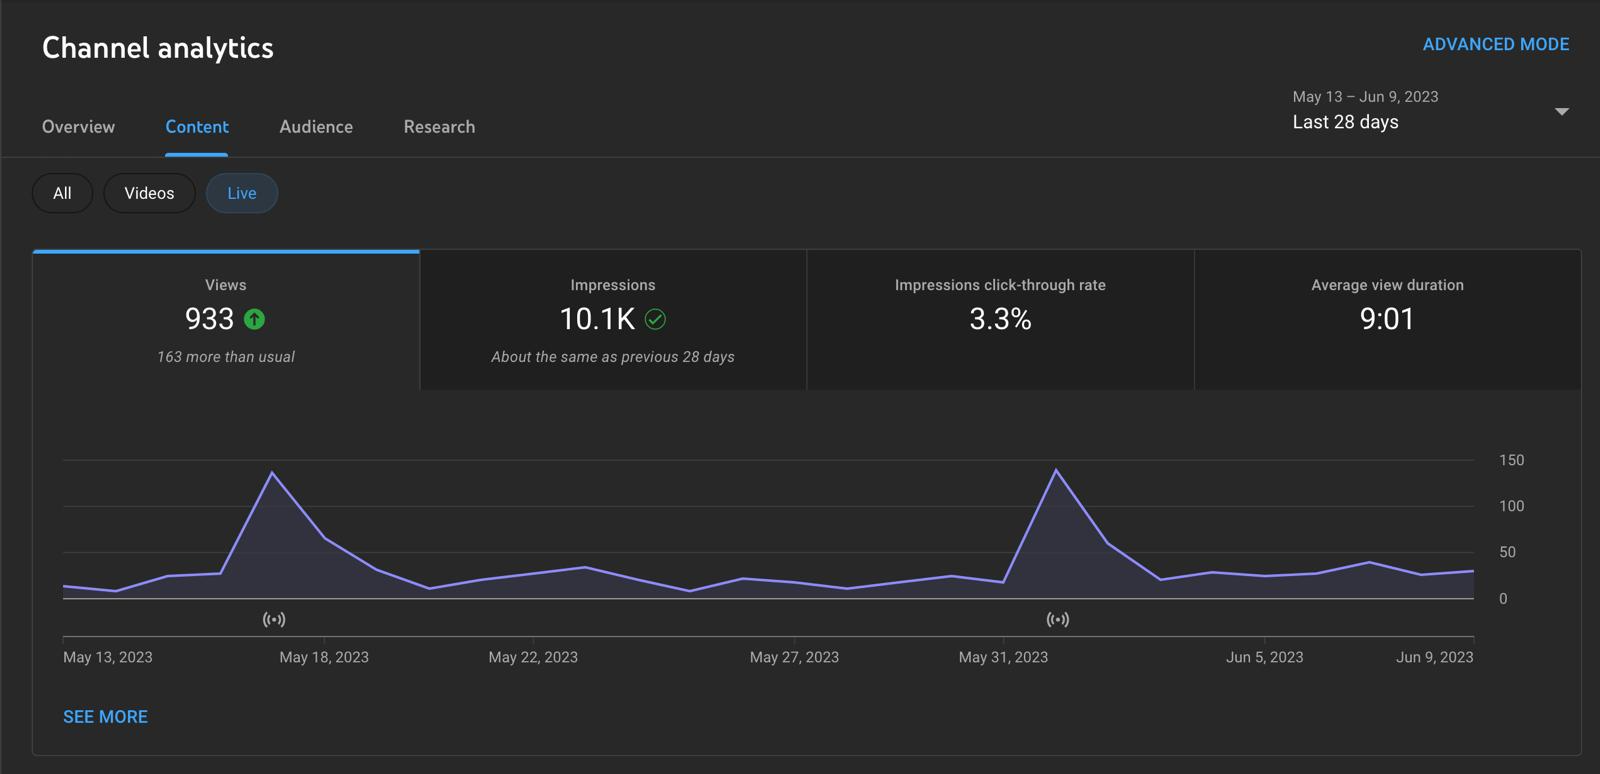 Channel analytics
ADVANCED MODE
May 13 – Jun 9, 2023
Last 28 days
Overview Content Audience Research
All Videos Live
Views Impressions Impressions click-through rate Average view duration
933 10.1K 3.3% 9:01
163 more than usual About the same as previous 28 days
150
100
50
0
May 13, 2023 May 18, 2023 May 22, 2023 May 27, 2023 May 31, 2023 Jun 5, 2023 Jun 9, 2023
SEE MORE